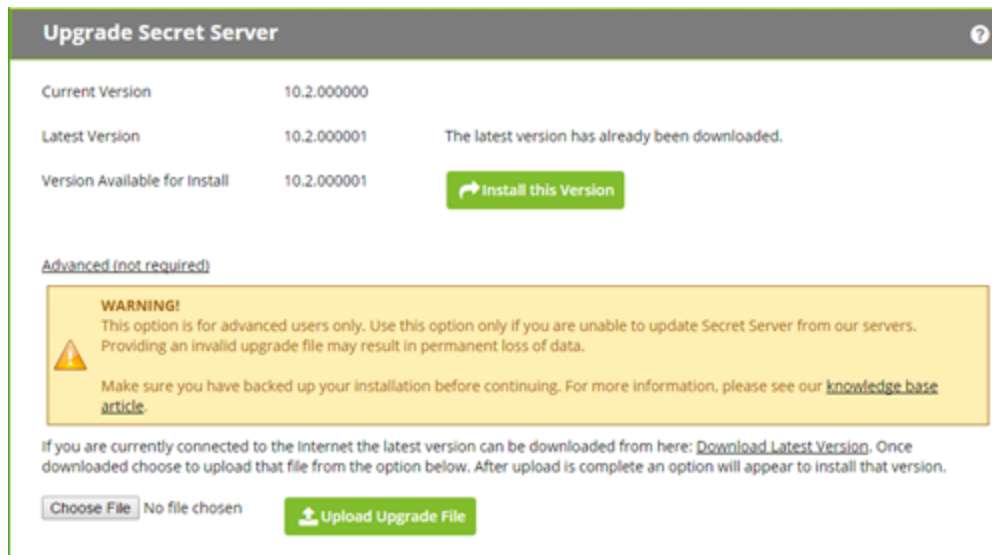 Upgrade Secret Server
Current Version 10.2.000000
Latest Version 10.2.000001 The latest version has already been downloaded.
Version Available for Install 10.2.000001 Install this Version
Advanced (not required)
WARNING!
This option is for advanced users only. Use this option only if you are unable to update Secret Server from our servers.
Providing an invalid upgrade file may result in permanent loss of data.
Make sure you have backed up your installation before continuing. For more information, please see our knowledge base
article.
If you are currently connected to the Internet the latest version can be downloaded from here: Download Latest Version. Once
downloaded choose to upload that file from the option below. After upload is complete an option will appear to install that version.
Choose File No file chosen Upload Upgrade File